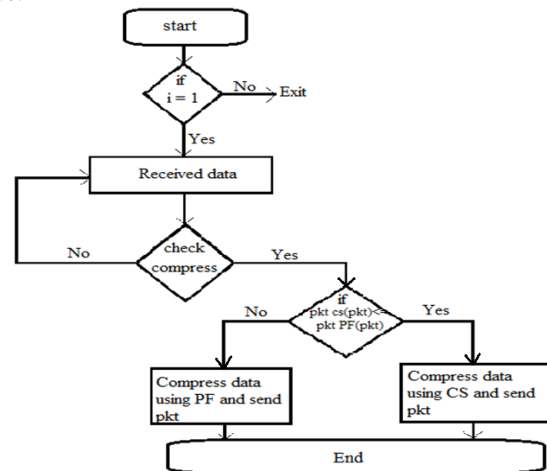 start
if
i = 1
No
Exit
Yes
Received data
check
compress
No
Yes
if
pkt cs(pkt)<=
pkt PF(pkt)
No
Yes
Compress data
using PF and send
pkt
Compress data
using CS and send
pkt
End